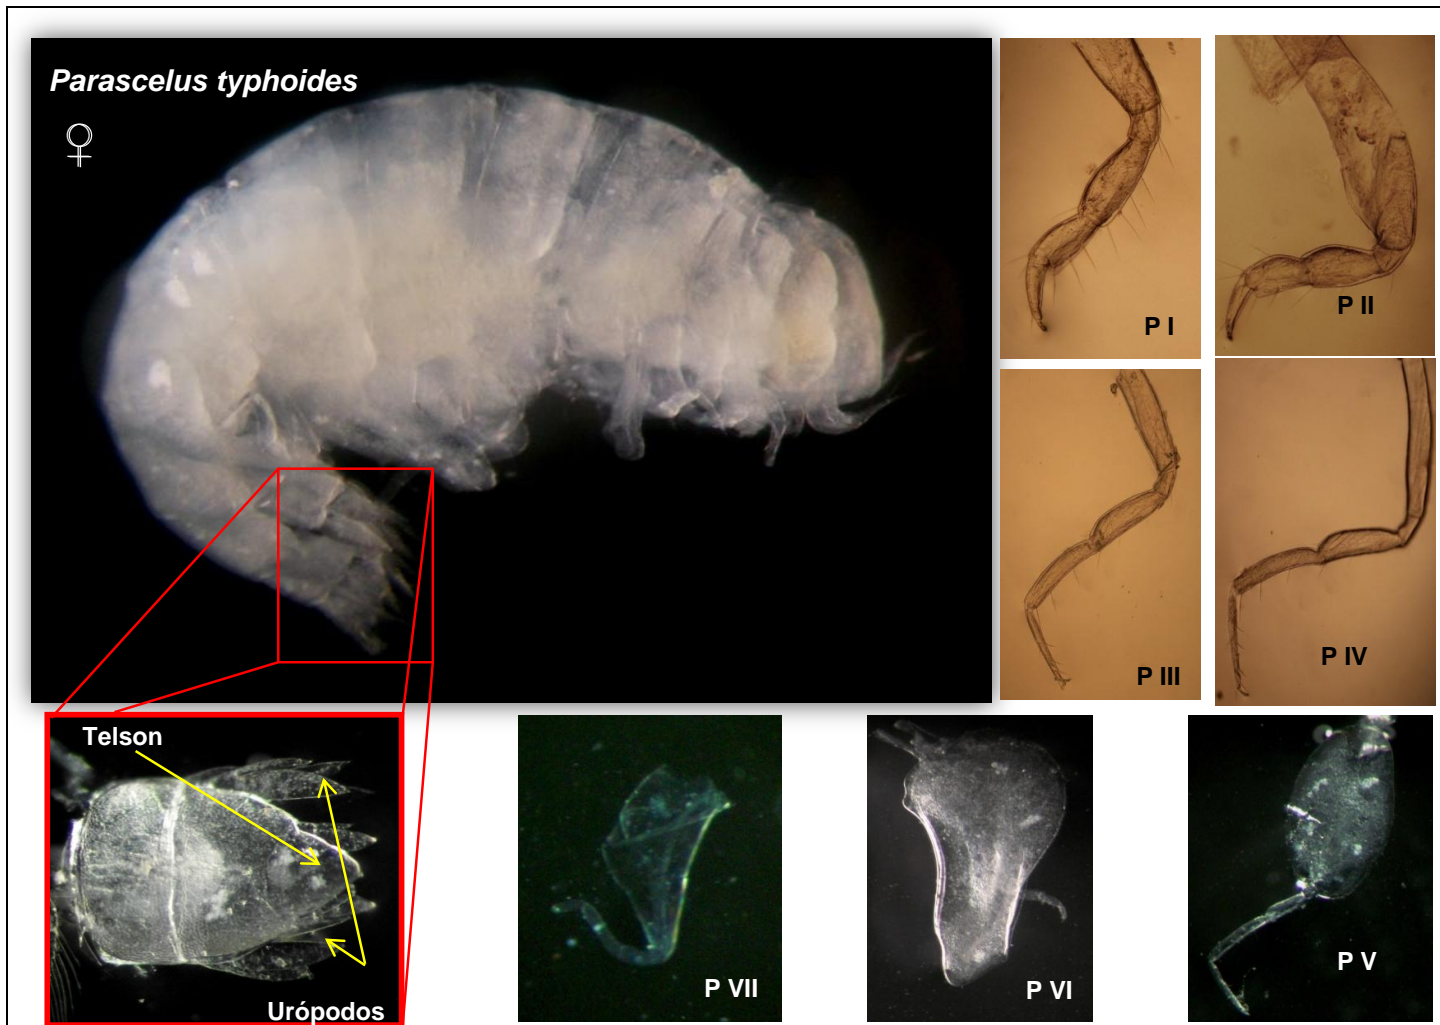 Parascelus typhoides
♀
P I
P II
P III
P IV
Telson
Urópodos
P VII
P VI
P V